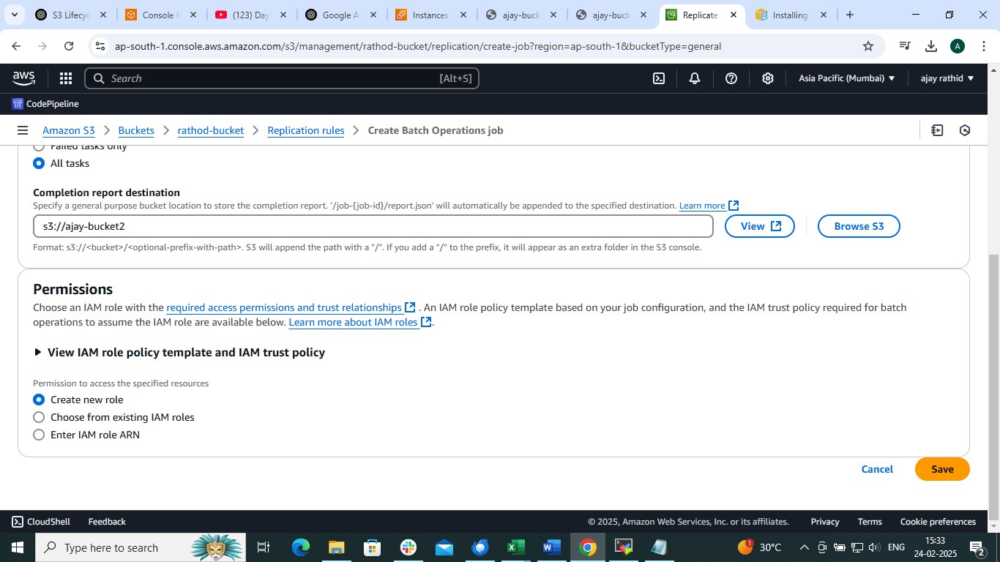 S3 Lifecyc
Console H
(123) Day
Google A
Instances
ajay-buck
ajay-buck
Replicate
Installing
ap-south-1.console.aws.amazon.com/s3/management/rathod-bucket/replication/create-job?region=ap-south-1&bucketType=general
A
aws
Search
[Alt+S]
Asia Pacific (Mumbai)
ajay rathid
CodePipeline
Amazon S3
Buckets
rathod-bucket
Replication rules
Create Batch Operations job
Failed tasks only
All tasks
Completion report destination
Specify a general purpose bucket location to store the completion report. '/job-{job-id}/report.json' will automatically be appended to the specified destination. Learn more
s3://ajay-bucket2
View
Browse S3
Format: s3://<bucket>/<optional-prefix-with-path>. S3 will append the path with a "/". If you add a "/" to the prefix, it will appear as an extra folder in the S3 console.
Permissions
Choose an IAM role with the required access permissions and trust relationships . An IAM role policy template based on your job configuration, and the IAM trust policy required for batch
operations to assume the IAM role are available below. Learn more about IAM roles .
View IAM role policy template and IAM trust policy
Permission to access the specified resources
Create new role
Choose from existing IAM roles
Enter IAM role ARN
Cancel
Save
CloudShell
Feedback
© 2025, Amazon Web Services, Inc. or its affiliates.
Privacy
Terms
Cookie preferences
Type here to search
1
30°C
ENG
15:33
24-02-2025
2